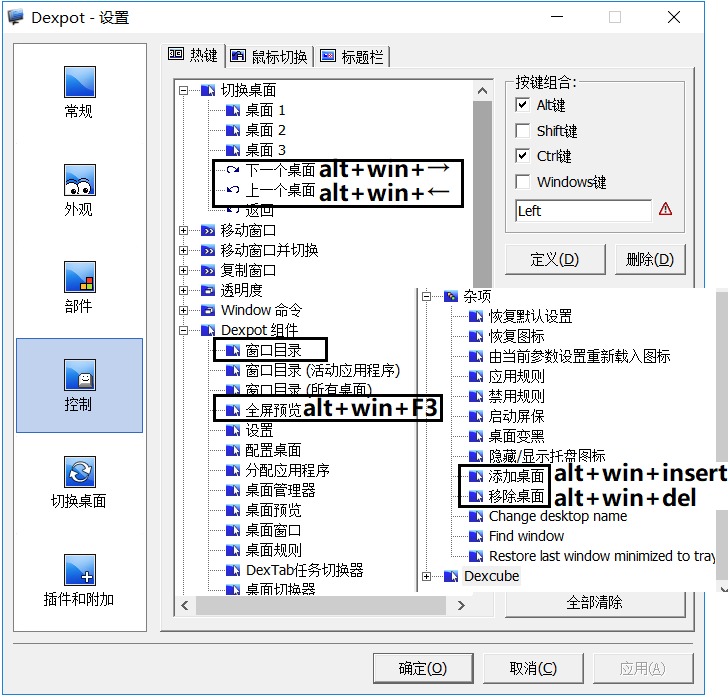 Dexpot - 设置
常规
外观
部件
控制
切换桌面
插件和附加
热键
鼠标切换
标题栏
切换桌面
桌面 1
桌面 2
桌面 3
下一个桌面 alt+win+→
上一个桌面 alt+win+←
返回
移动窗口
移动窗口并切换
复制窗口
透明度
Window 命令
Dexpot 组件
窗口目录
窗口目录 (活动应用程序)
窗口目录 (所有桌面)
全屏预览 alt+win+F3
设置
配置桌面
分配应用程序
桌面管理器
桌面预览
桌面窗口
桌面规则
DexTab任务切换器
桌面切换器
按键组合:
Alt键
Shift键
Ctrl键
Windows键
Left
定义(D)
删除(D)
杂项
恢复默认设置
恢复图标
由当前参数设置重新载入图标
应用规则
禁用规则
启动屏保
桌面变黑
隐藏/显示托盘图标
添加桌面 alt+win+insert
移除桌面 alt+win+del
Change desktop name
Find window
Restore last window minimized to tray
Dexcube
全部清除
确定(O)
取消(C)
应用(A)